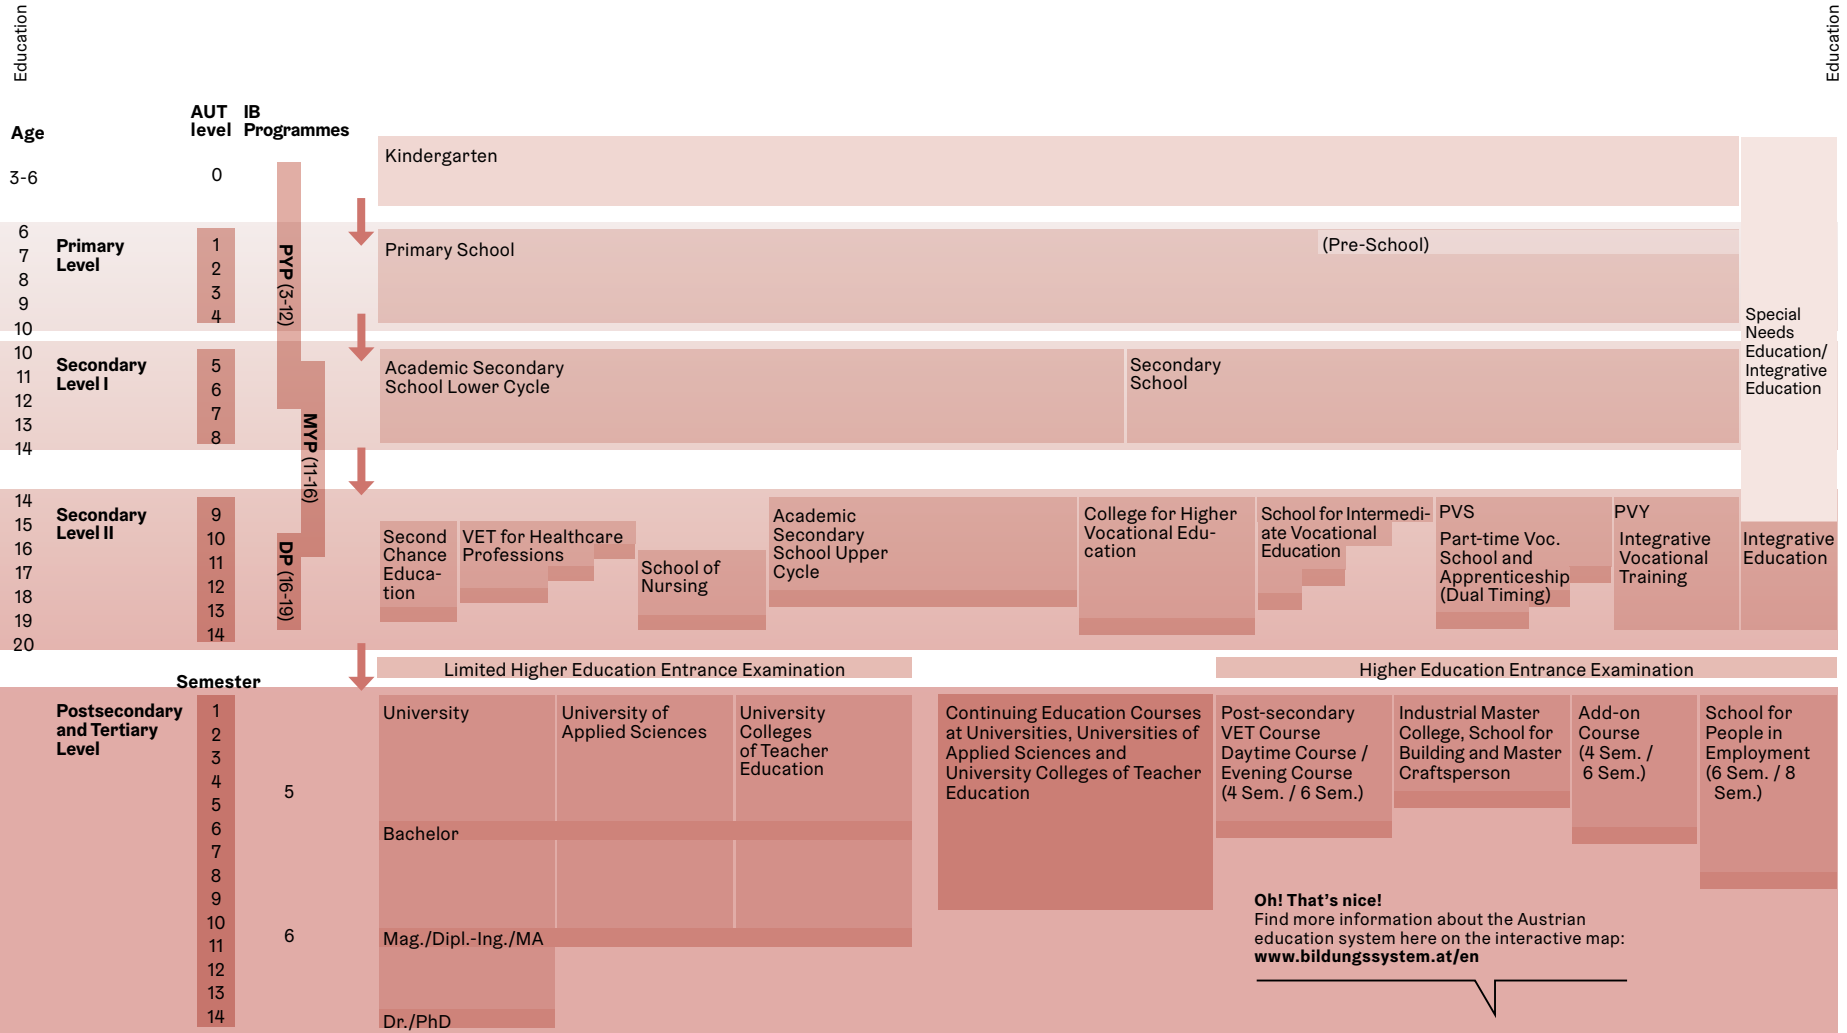 Education
Education
Age
AUT
level
IB
Programmes
3-6
0
Kindergarten
6
7
8
9
10
Primary
Level
1
2
3
4
PYP (3-12)
Primary School
(Pre-School)
Special
Needs
Education/
Integrative
Education
10
11
12
13
14
Secondary
Level I
5
6
7
8
MYP (11-16)
Academic Secondary
School Lower Cycle
Secondary
School
14
15
16
17
18
19
20
Secondary
Level II
9
10
11
12
13
14
DP (16-19)
Second
Chance
Educa-
tion
VET for Healthcare
Professions
School of
Nursing
Academic
Secondary
School Upper
Cycle
College for Higher
Vocational Edu-
cation
School for Intermedi-
ate Vocational
Education
PVS
Part-time Voc.
School and
Apprenticeship
(Dual Timing)
PVY
Integrative
Vocational
Training
Integrative
Education
Limited Higher Education Entrance Examination
Higher Education Entrance Examination
Semester
Postsecondary
and Tertiary
Level
1
2
3
4
5
6
7
8
9
10
11
12
13
14
5
6
University
University of
Applied Sciences
University
Colleges
of Teacher
Education
Bachelor
Mag./Dipl.-Ing./MA
Dr./PhD
Continuing Education Courses
at Universities, Universities of
Applied Sciences and
University Colleges of Teacher
Education
Post-secondary
VET Course
Daytime Course /
Evening Course
(4 Sem. / 6 Sem.)
Industrial Master
College, School for
Building and Master
Craftsperson
Add-on
Course
(4 Sem. /
6 Sem.)
School for
People in
Employment
(6 Sem. / 8
Sem.)
Oh! That's nice!
Find more information about the Austrian
education system here on the interactive map:
www.bildungssystem.at/en